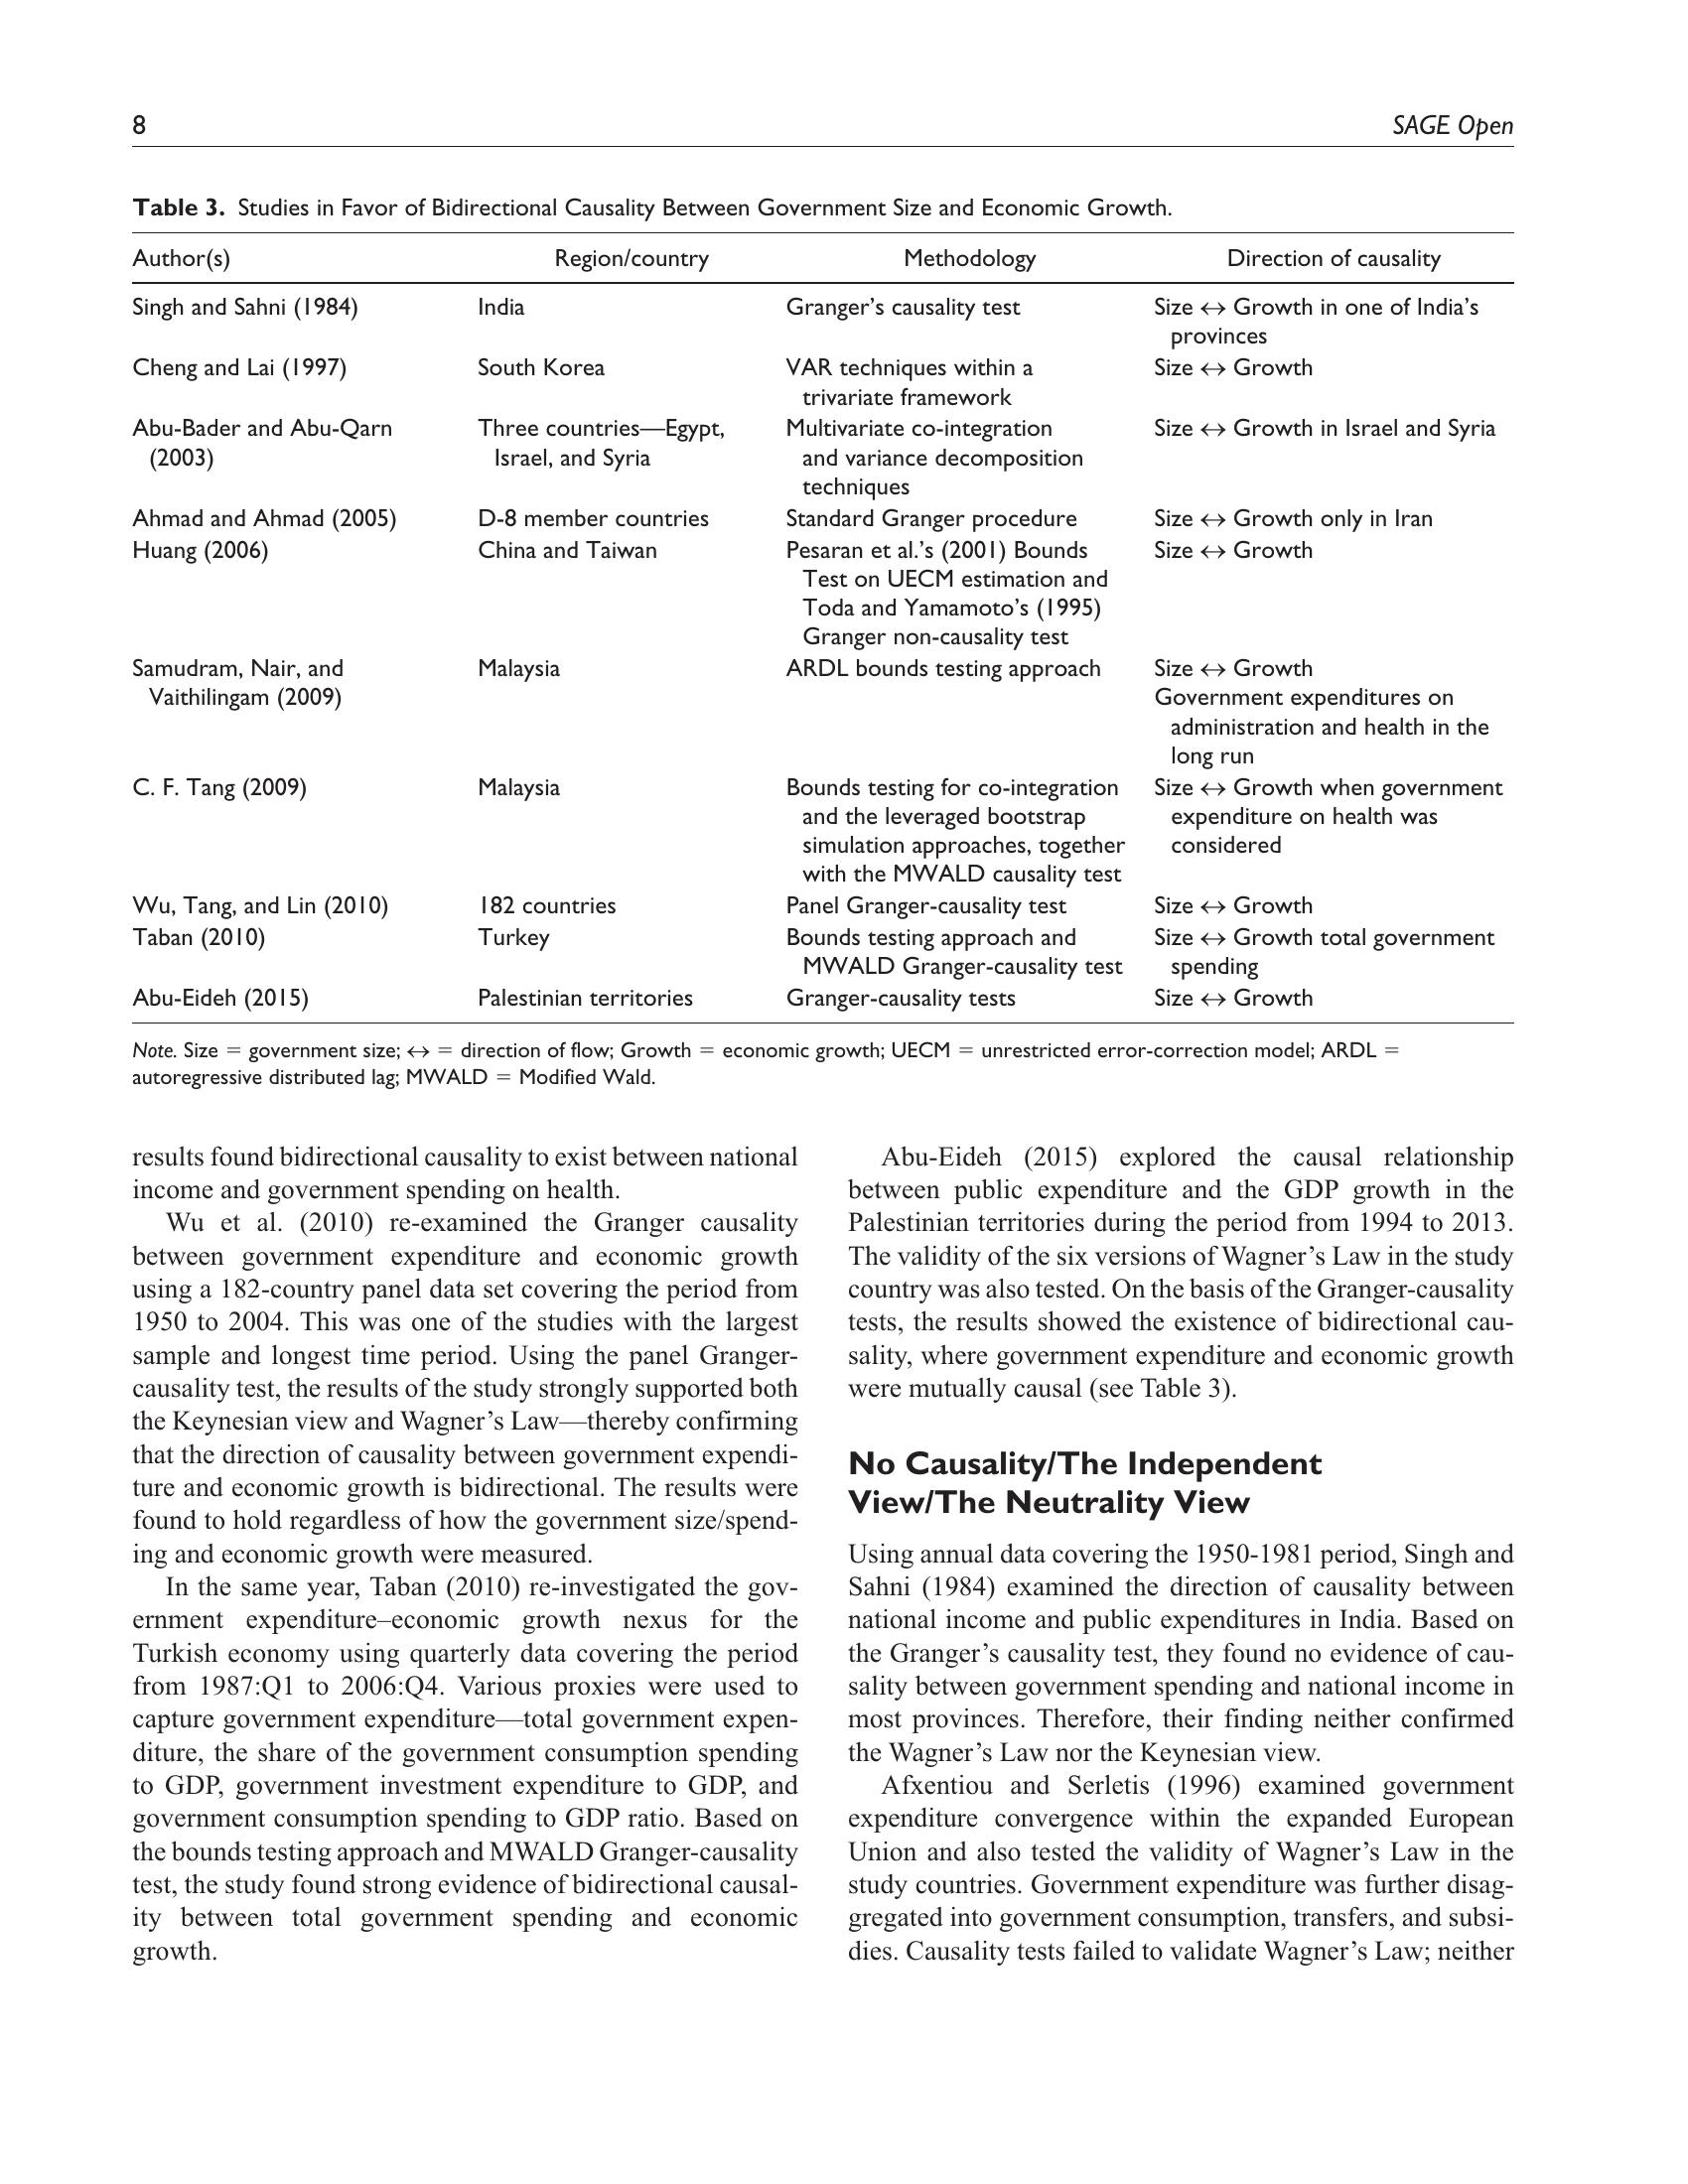 8
SAGE Open
Table 3. Studies in Favor of Bidirectional Causality Between Government Size and Economic Growth.
Author(s) Region/country Methodology Direction of causality
Singh and Sahni (1984) India Granger’s causality test Size ↔ Growth in one of India’s
provinces
Cheng and Lai (1997) South Korea VAR techniques within a Size ↔ Growth
trivariate framework
Abu-Bader and Abu-Qarn Three countries—Egypt, Multivariate co-integration Size ↔ Growth in Israel and Syria
(2003) Israel, and Syria and variance decomposition
techniques
Ahmad and Ahmad (2005) D-8 member countries Standard Granger procedure Size ↔ Growth only in Iran
Huang (2006) China and Taiwan Pesaran et al.’s (2001) Bounds Size ↔ Growth
Test on UECM estimation and
Toda and Yamamoto’s (1995)
Granger non-causality test
Samudram, Nair, and Malaysia ARDL bounds testing approach Size ↔ Growth
Vaithilingam (2009) Government expenditures on
administration and health in the
long run
C. F. Tang (2009) Malaysia Bounds testing for co-integration Size ↔ Growth when government
and the leveraged bootstrap expenditure on health was
simulation approaches, together considered
with the MWALD causality test
Wu, Tang, and Lin (2010) 182 countries Panel Granger-causality test Size ↔ Growth
Taban (2010) Turkey Bounds testing approach and Size ↔ Growth total government
MWALD Granger-causality test spending
Abu-Eideh (2015) Palestinian territories Granger-causality tests Size ↔ Growth
Note. Size = government size; ↔ = direction of flow; Growth = economic growth; UECM = unrestricted error-correction model; ARDL =
autoregressive distributed lag; MWALD = Modified Wald.
results found bidirectional causality to exist between national
income and government spending on health.
Wu et al. (2010) re-examined the Granger causality
between government expenditure and economic growth
using a 182-country panel data set covering the period from
1950 to 2004. This was one of the studies with the largest
sample and longest time period. Using the panel Granger-
causality test, the results of the study strongly supported both
the Keynesian view and Wagner’s Law—thereby confirming
that the direction of causality between government expendi-
ture and economic growth is bidirectional. The results were
found to hold regardless of how the government size/spend-
ing and economic growth were measured.
In the same year, Taban (2010) re-investigated the gov-
ernment expenditure–economic growth nexus for the
Turkish economy using quarterly data covering the period
from 1987:Q1 to 2006:Q4. Various proxies were used to
capture government expenditure—total government expen-
diture, the share of the government consumption spending
to GDP, government investment expenditure to GDP, and
government consumption spending to GDP ratio. Based on
the bounds testing approach and MWALD Granger-causality
test, the study found strong evidence of bidirectional causal-
ity between total government spending and economic
growth.
Abu-Eideh (2015) explored the causal relationship
between public expenditure and the GDP growth in the
Palestinian territories during the period from 1994 to 2013.
The validity of the six versions of Wagner’s Law in the study
country was also tested. On the basis of the Granger-causality
tests, the results showed the existence of bidirectional cau-
sality, where government expenditure and economic growth
were mutually causal (see Table 3).
No Causality/The Independent
View/The Neutrality View
Using annual data covering the 1950-1981 period, Singh and
Sahni (1984) examined the direction of causality between
national income and public expenditures in India. Based on
the Granger’s causality test, they found no evidence of cau-
sality between government spending and national income in
most provinces. Therefore, their finding neither confirmed
the Wagner’s Law nor the Keynesian view.
Afxentiou and Serletis (1996) examined government
expenditure convergence within the expanded European
Union and also tested the validity of Wagner’s Law in the
study countries. Government expenditure was further disag-
gregated into government consumption, transfers, and subsi-
dies. Causality tests failed to validate Wagner’s Law; neither